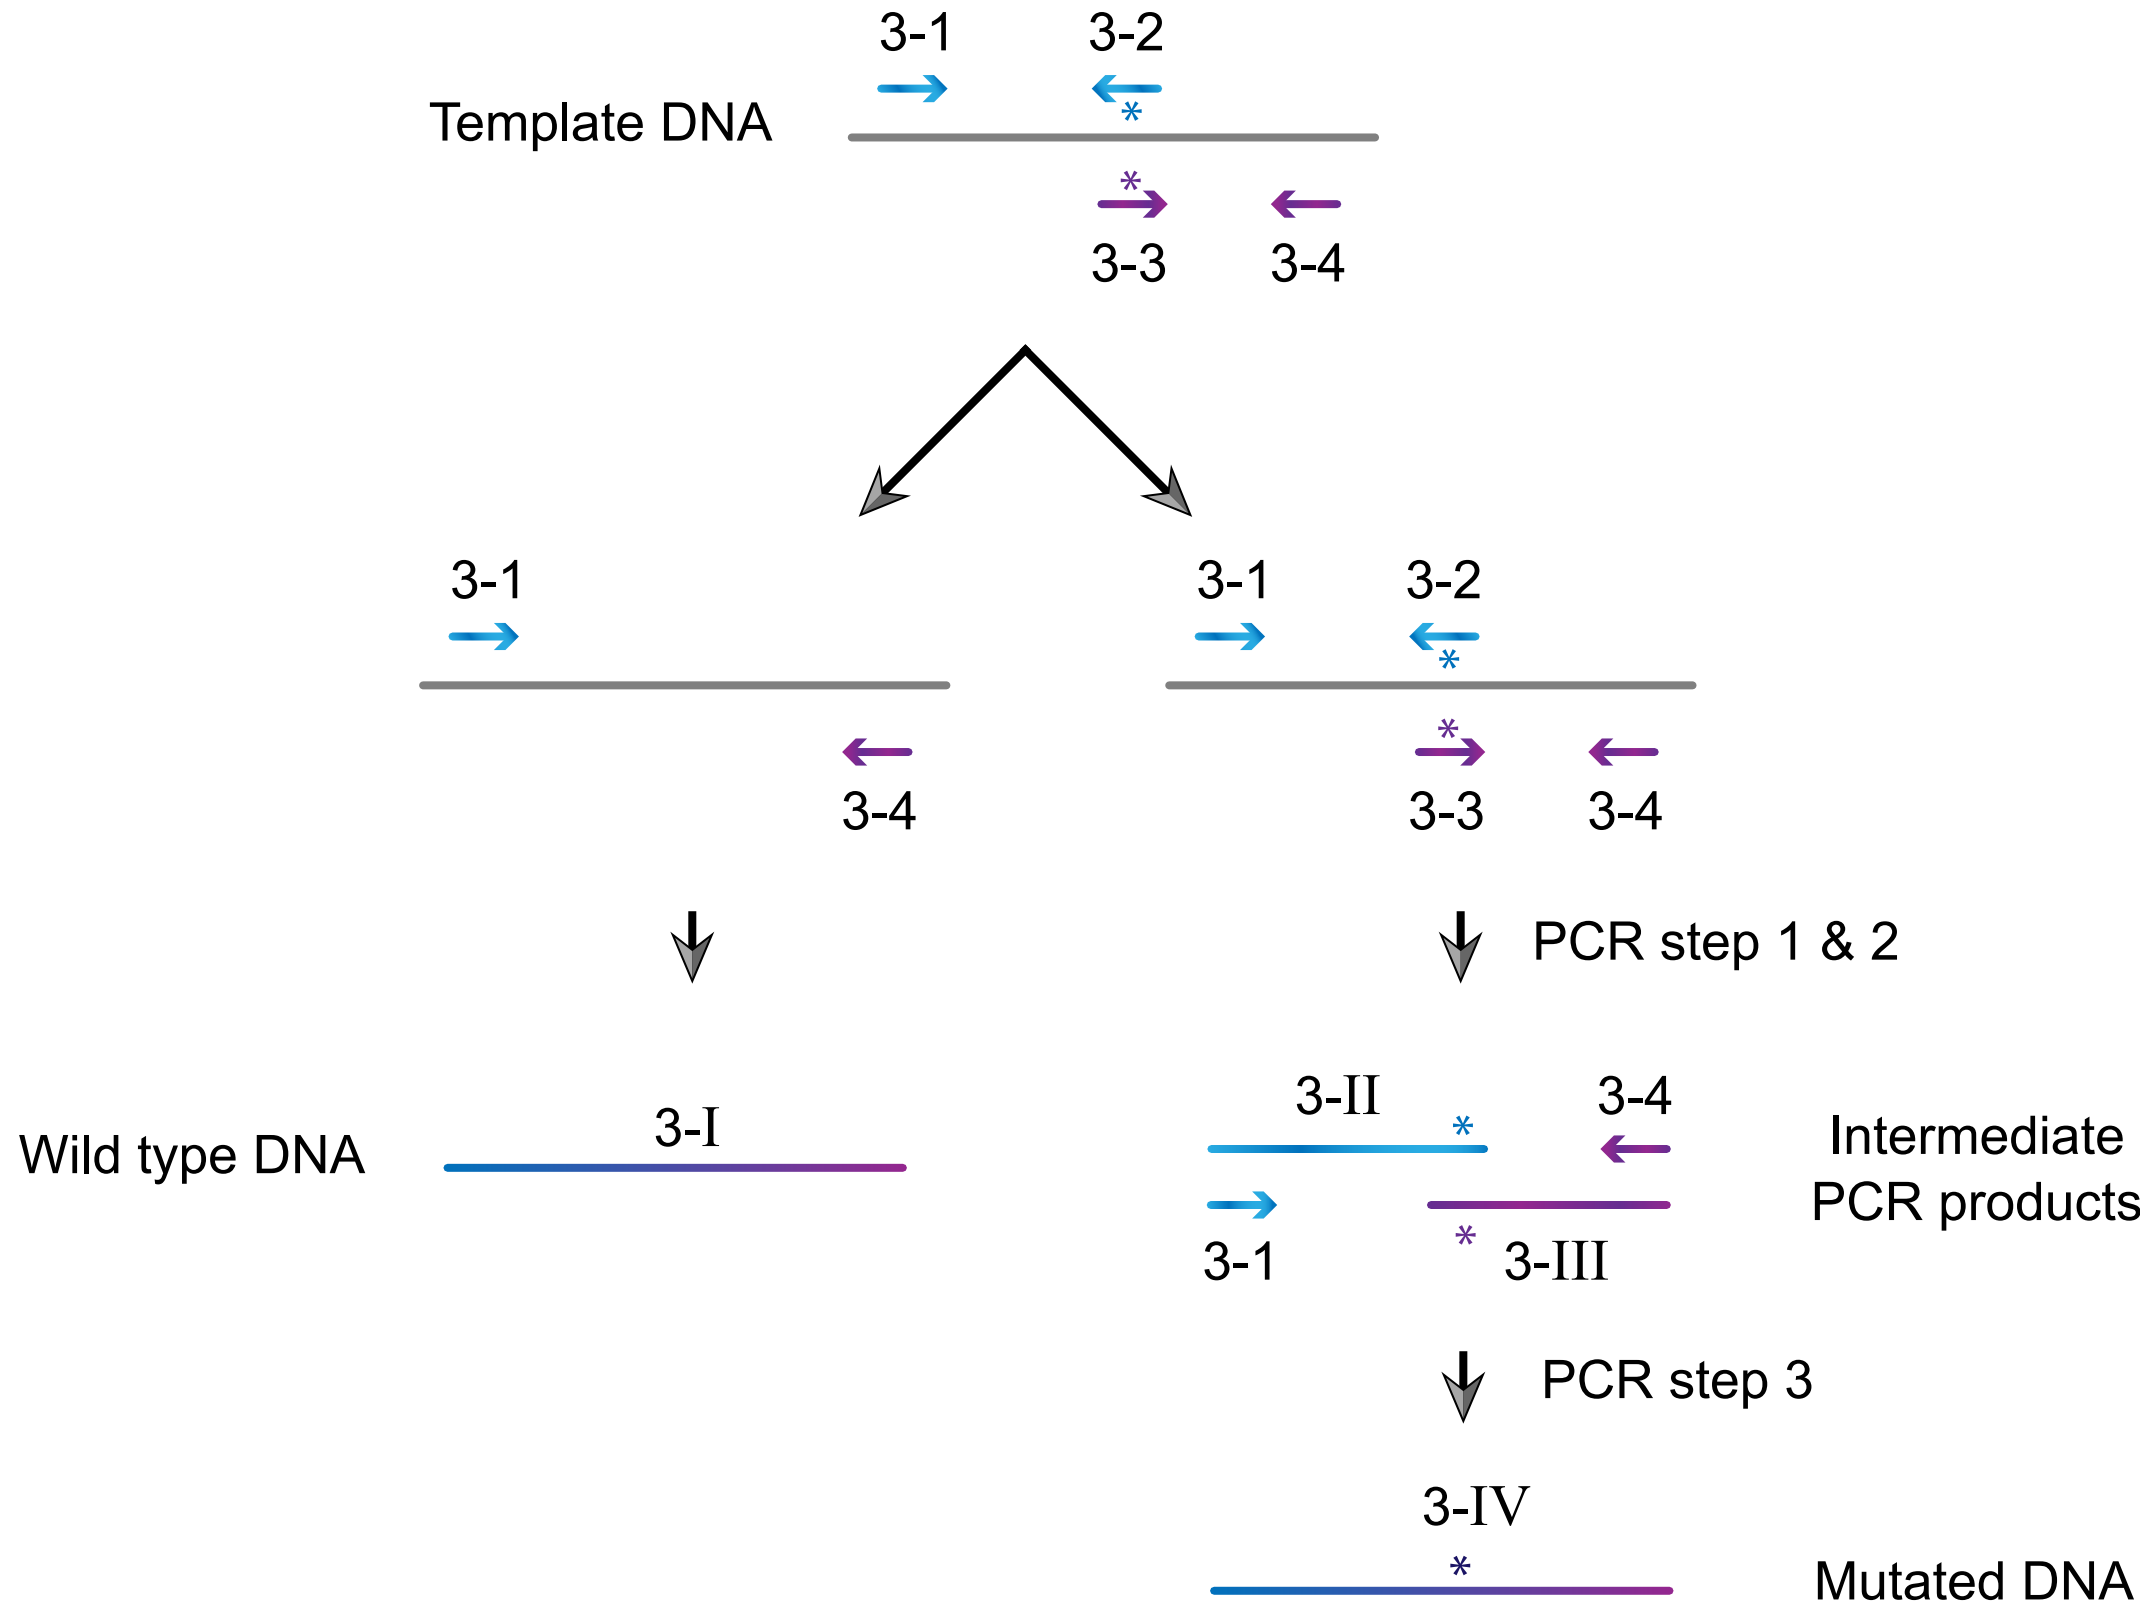 3-1 3-2
*
Template DNA
*
3-3 3-4
3-1 3-1 3-2
*
*
3-4 3-3 3-4
PCR step 1 & 2
3-II 3-4
3-I * Intermediate
Wild type DNA PCR products
* 
3-1 3-III
PCR step 3
3-IV
*
Mutated DNA